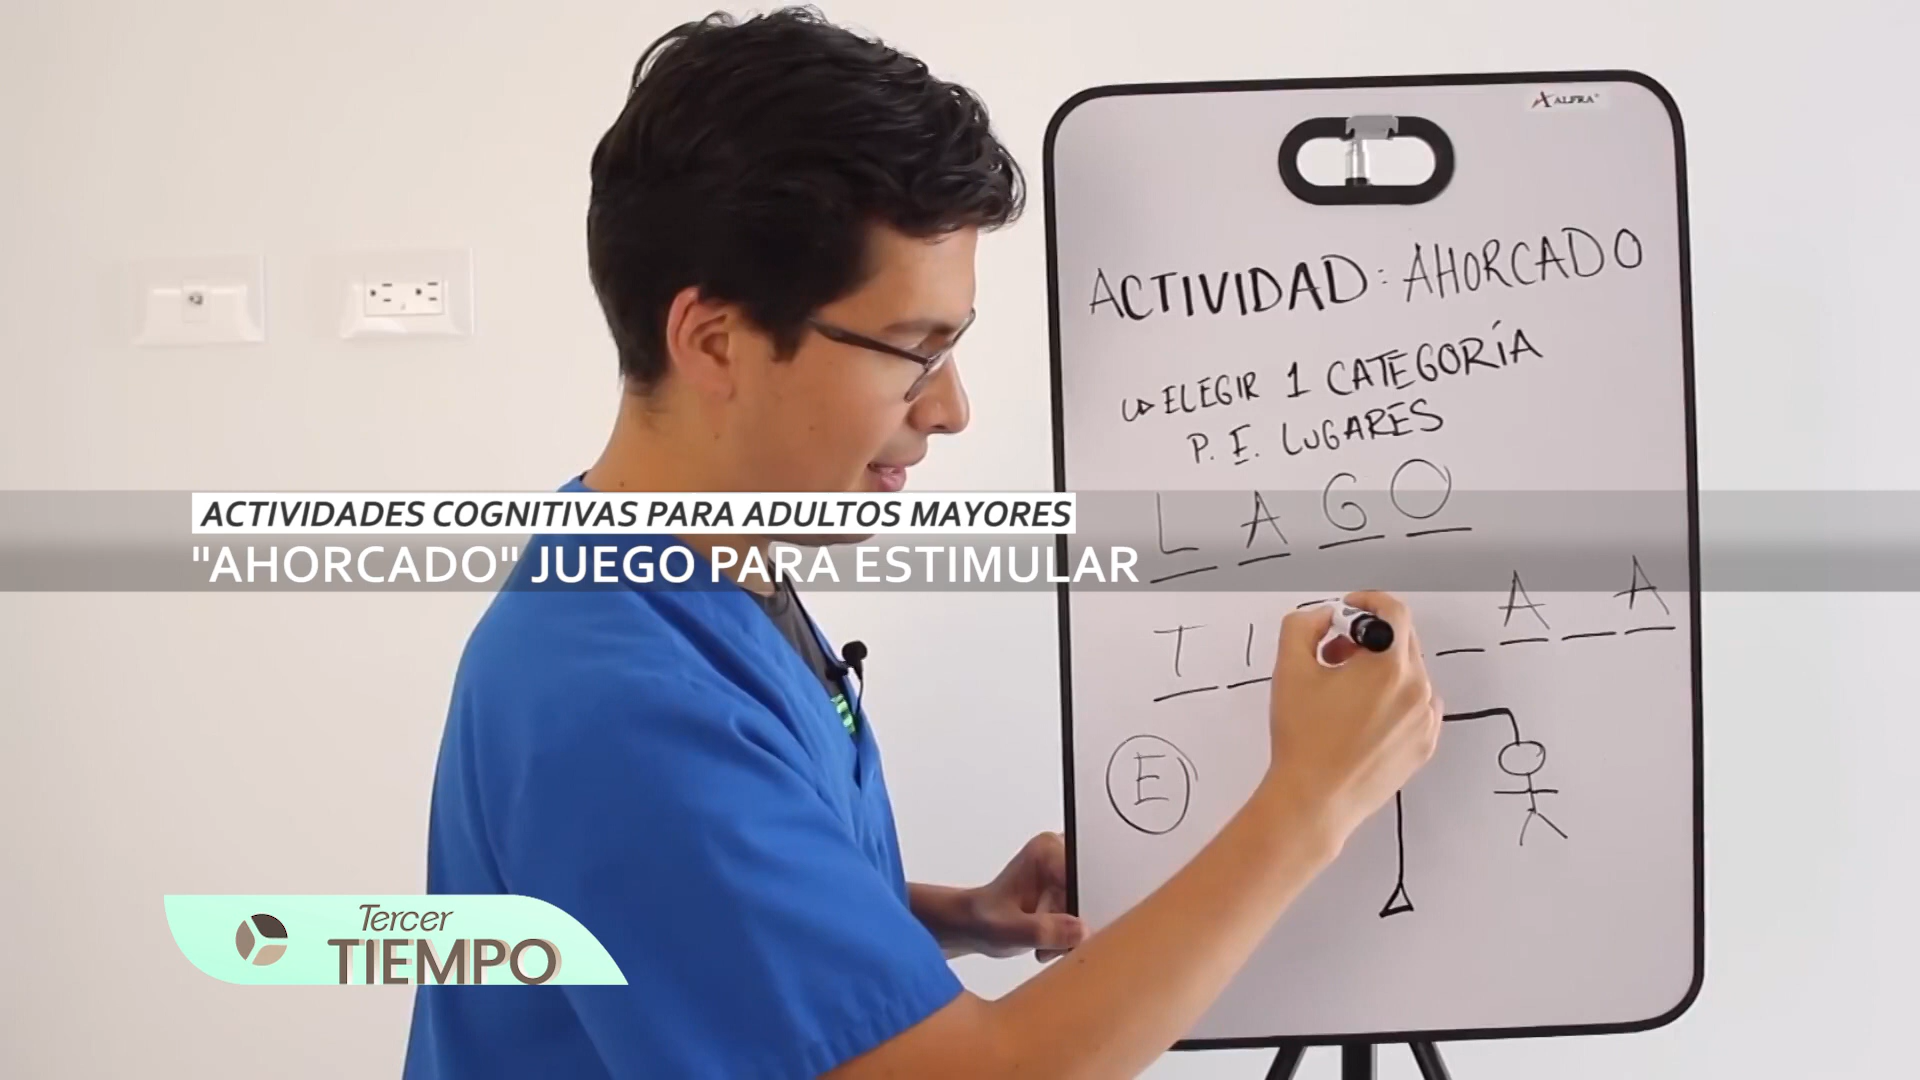 ALFRA
ACTIVIDAD: AHORCADO
ELEGIR 1 CATEGORÍA
P. E. LUGARES
L A G O
T I A A
E
ACTIVIDADES COGNITIVAS PARA ADULTOS MAYORES
"AHORCADO" JUEGO PARA ESTIMULAR
Tercer
TIEMPO